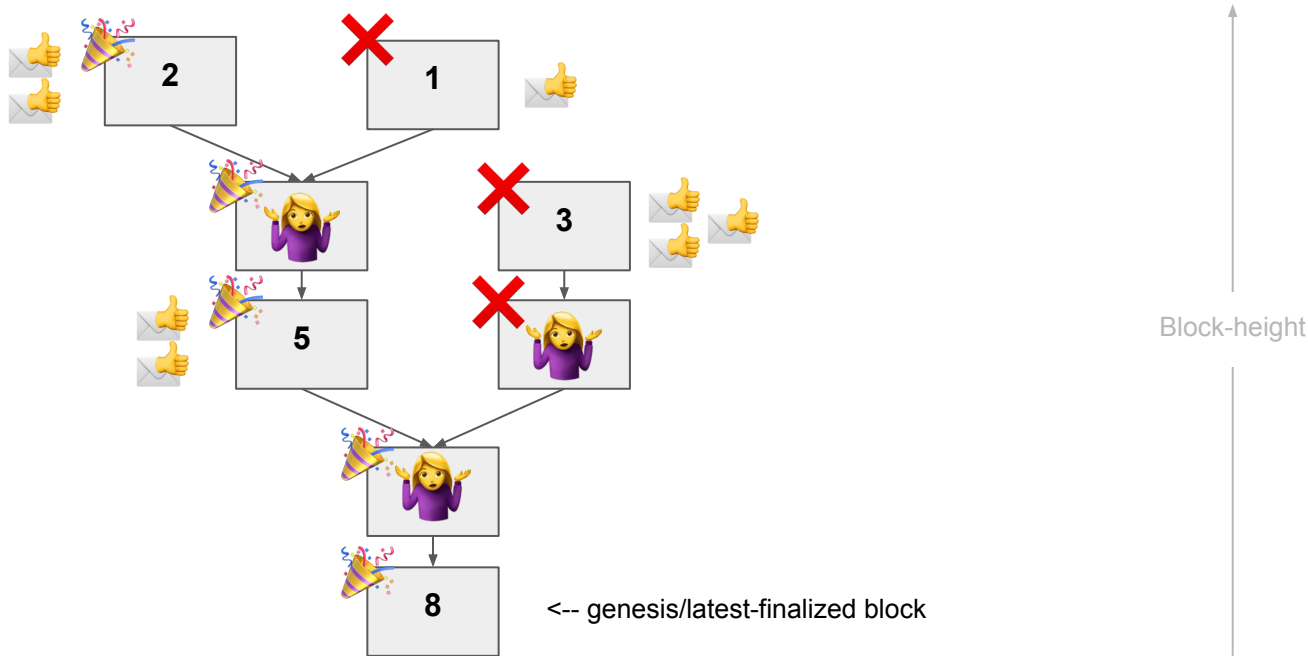 2
1
3
5
Block-height
8
<-- genesis/latest-finalized block